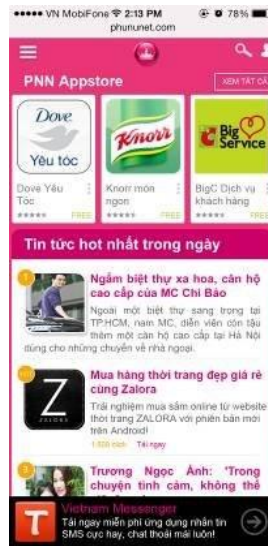 VN MobiFone 2:13 PM 78%
phununet.com
PNN Appstore
XEM TẤT CẢ
Dove
Yêu tóc
Knorr
Big C
Service
Dove Yêu
Tóc
FREE
Knorr món
ngon
FREE
BigC Dịch vụ
khách hàng
FREE
Tin tức hot nhất trong ngày
1
Ngắm biệt thự xa hoa, căn hộ
cao cấp của MC Chi Bảo
Ngoài một biệt thự sang trọng tại
TP.HCM, nam MC, diễn viên còn tậu
thêm một căn hộ cao cấp tại Hà Nội
dùng cho những chuyến về nhà ngoại.
Z
ZALORA
Mua hàng thời trang đẹp giá rẻ
cùng Zalora
Trải nghiệm mua sắm online từ website
thời trang ZALORA với phiên bản mới
trên Android!
Tải ngay
3
Trương Ngọc Ánh: 'Trong
chuyện tình cảm, không thể
T
Vietnam Messenger
Tải ngay miễn phí ứng dụng nhắn tin
SMS cực hay, chat thoải mái luôn!